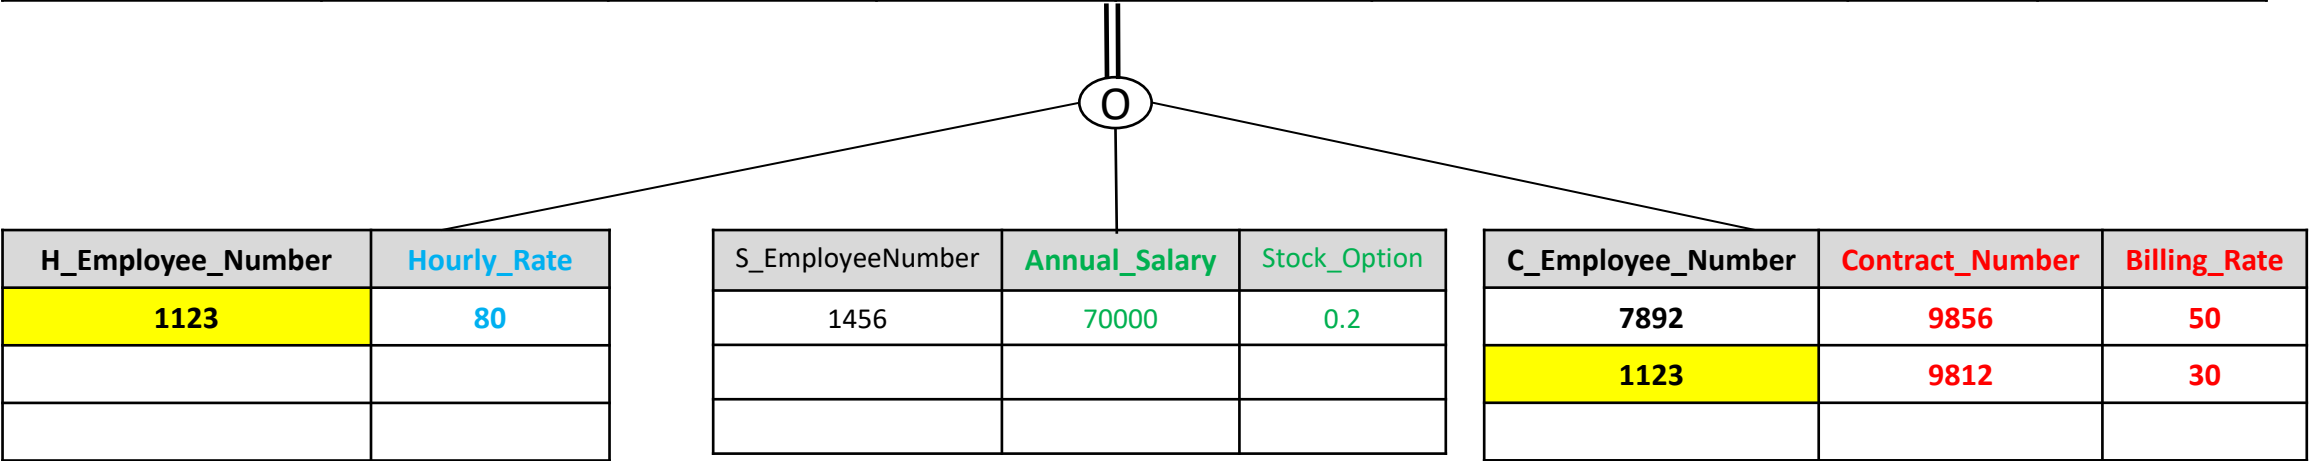 O
H_Employee_Number Hourly_Rate
1123 80
S_EmployeeNumber Annual_Salary Stock_Option
1456 70000 0.2
C_Employee_Number Contract_Number Billing_Rate
7892 9856 50
1123 9812 30